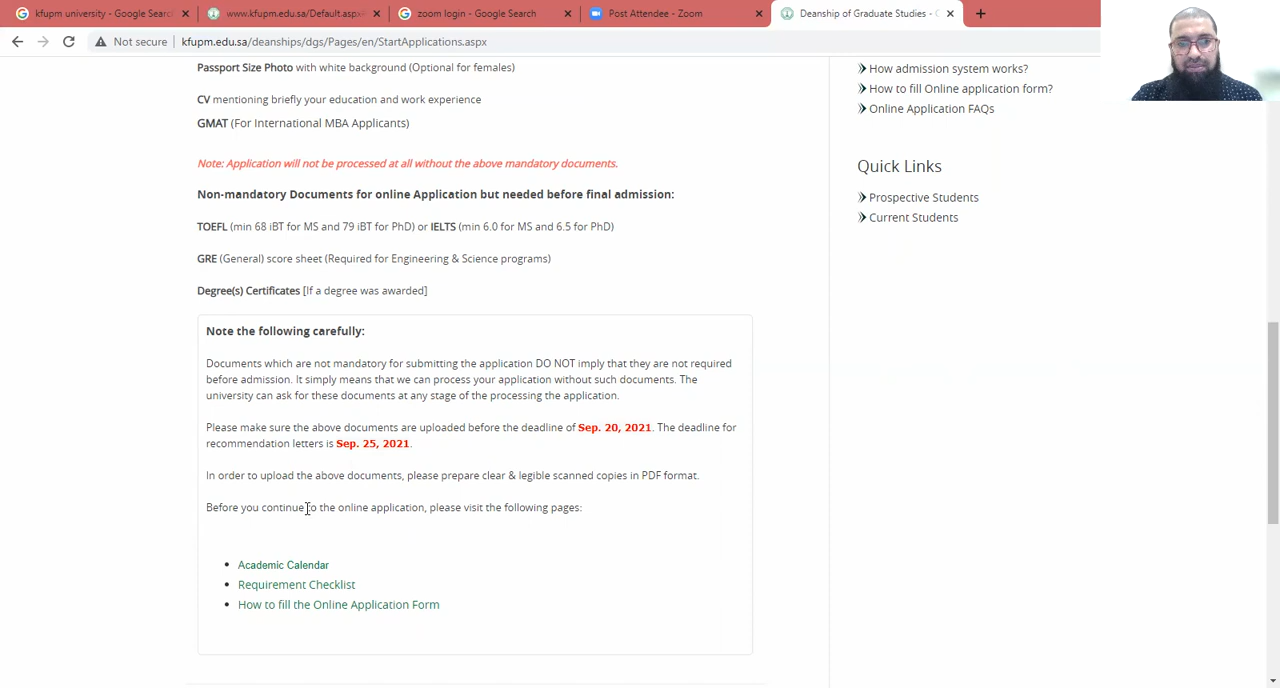 kfupm university - Google Search
www.kfupm.edu.sa/Default.aspx
zoom login - Google Search
Post Attendee - Zoom
Deanship of Graduate Studies -
Not secure
kfupm.edu.sa/deanships/dgs/Pages/en/StartApplications.aspx
Passport Size Photo with white background (Optional for females)
CV mentioning briefly your education and work experience
GMAT (For International MBA Applicants)
Note: Application will not be processed at all without the above mandatory documents.
Non-mandatory Documents for online Application but needed before final admission:
TOEFL (min 68 iBT for MS and 79 iBT for PhD) or IELTS (min 6.0 for MS and 6.5 for PhD)
GRE (General) score sheet (Required for Engineering & Science programs)
Degree(s) Certificates [If a degree was awarded]
Note the following carefully:
Documents which are not mandatory for submitting the application DO NOT imply that they are not required
before admission. It simply means that we can process your application without such documents. The
university can ask for these documents at any stage of the processing the application.
Please make sure the above documents are uploaded before the deadline of Sep. 20, 2021. The deadline for
recommendation letters is Sep. 25, 2021.
In order to upload the above documents, please prepare clear & legible scanned copies in PDF format.
Before you continue to the online application, please visit the following pages:
Academic Calendar
Requirement Checklist
How to fill the Online Application Form
How admission system works?
How to fill Online application form?
Online Application FAQs
Quick Links
Prospective Students
Current Students